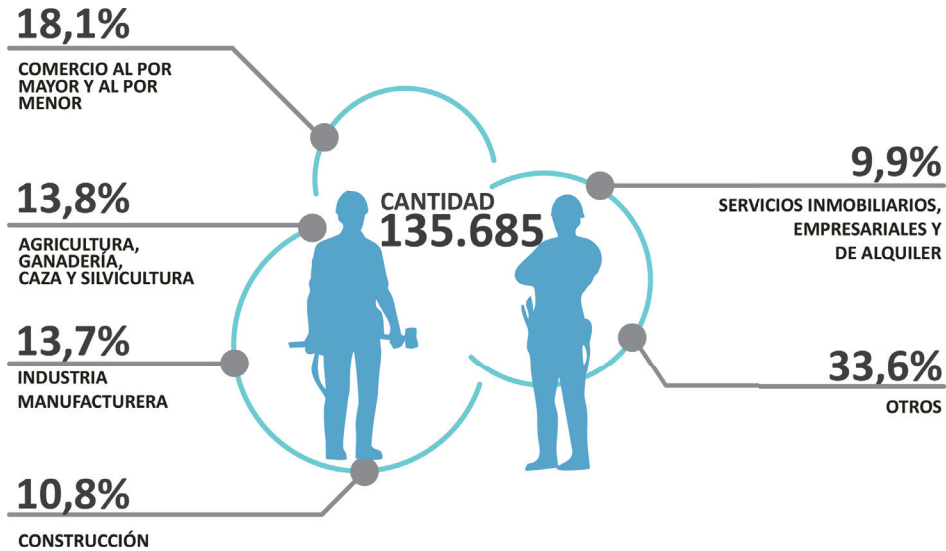 18,1%
COMERCIO AL POR
MAYOR Y AL POR
MENOR
13,8%
AGRICULTURA,
GANADERÍA,
CAZA Y SILVICULTURA
13,7%
INDUSTRIA
MANUFACTURERA
10,8%
CONSTRUCCIÓN
CANTIDAD
135.685
9,9%
SERVICIOS INMOBILIARIOS,
EMPRESARIALES Y
DE ALQUILER
33,6%
OTROS